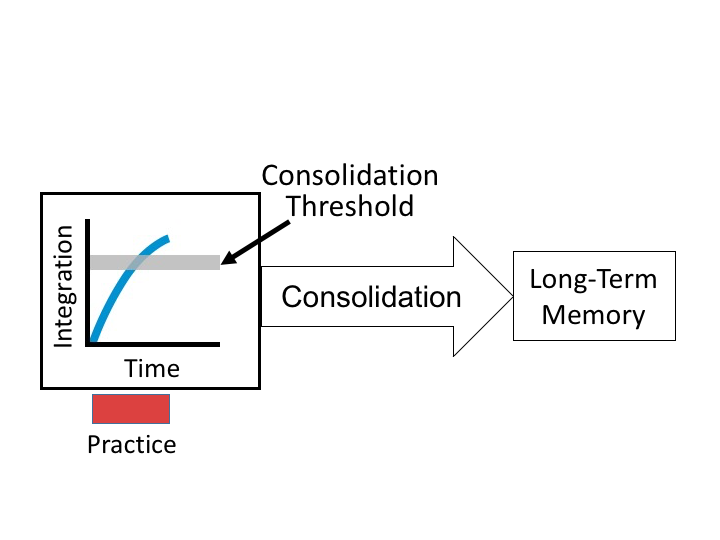 Consolidation
Threshold
Integration
Consolidation
Long-Term
Memory
Time
Practice